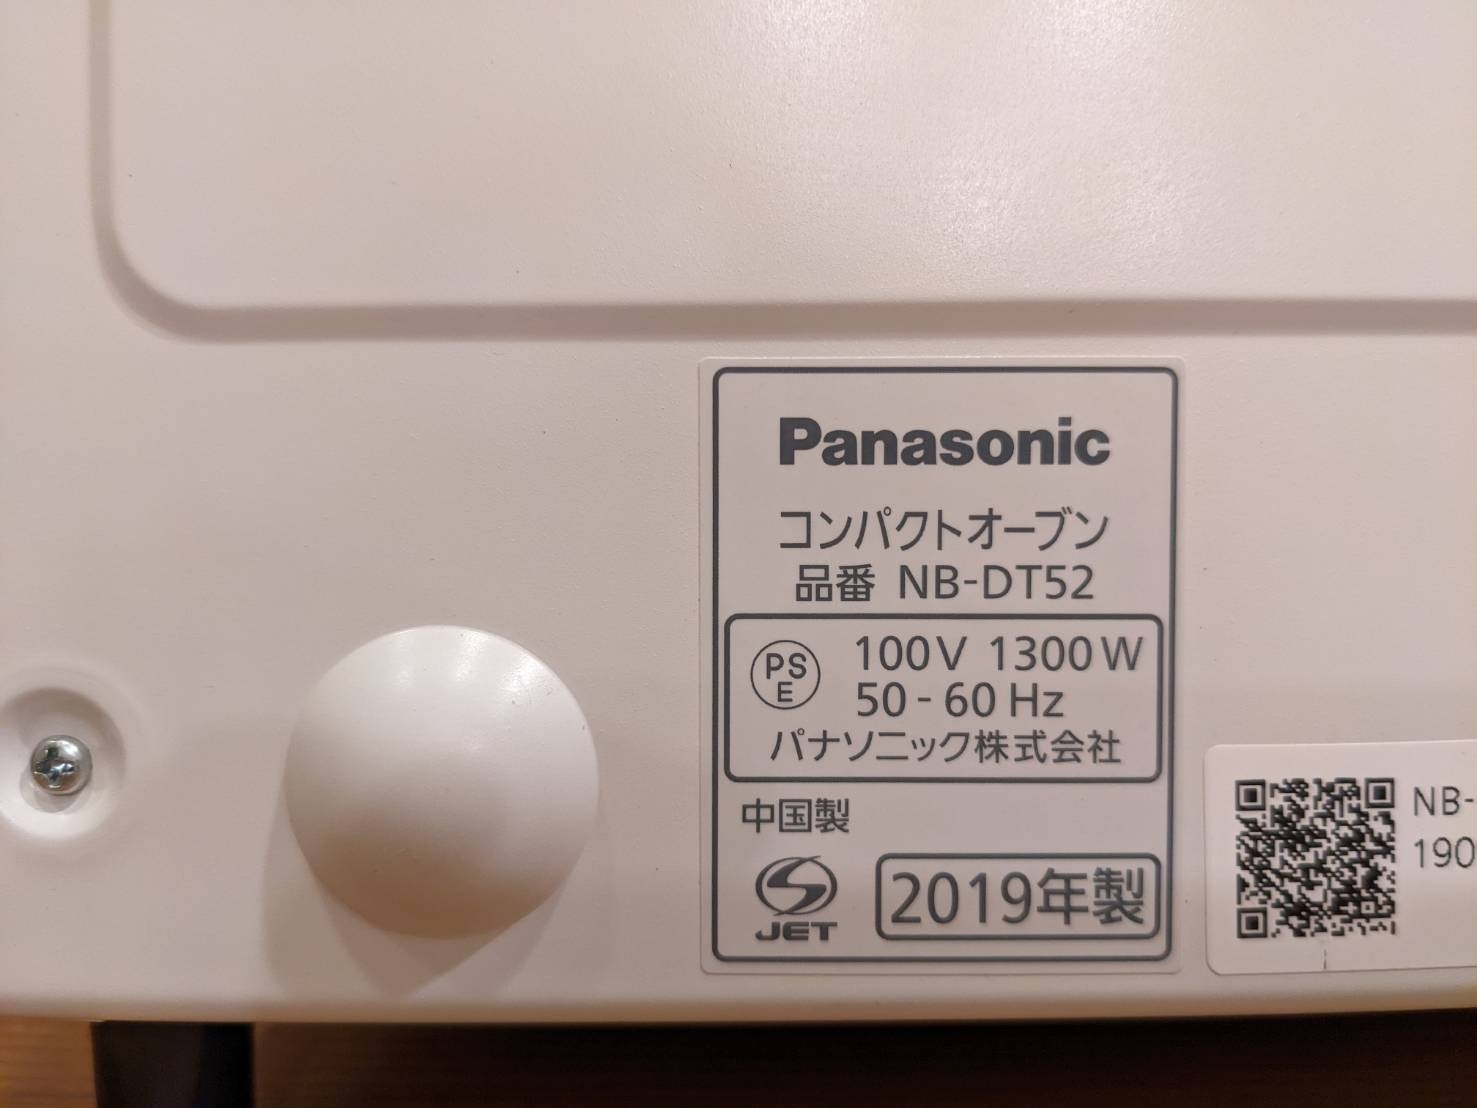 Panasonic
コンパクトオーブン
品番 NB-DT52
PS
E
100V 1300W
50-60Hz
パナソニック株式会社
中国製
JET
2019年製
NB-
190